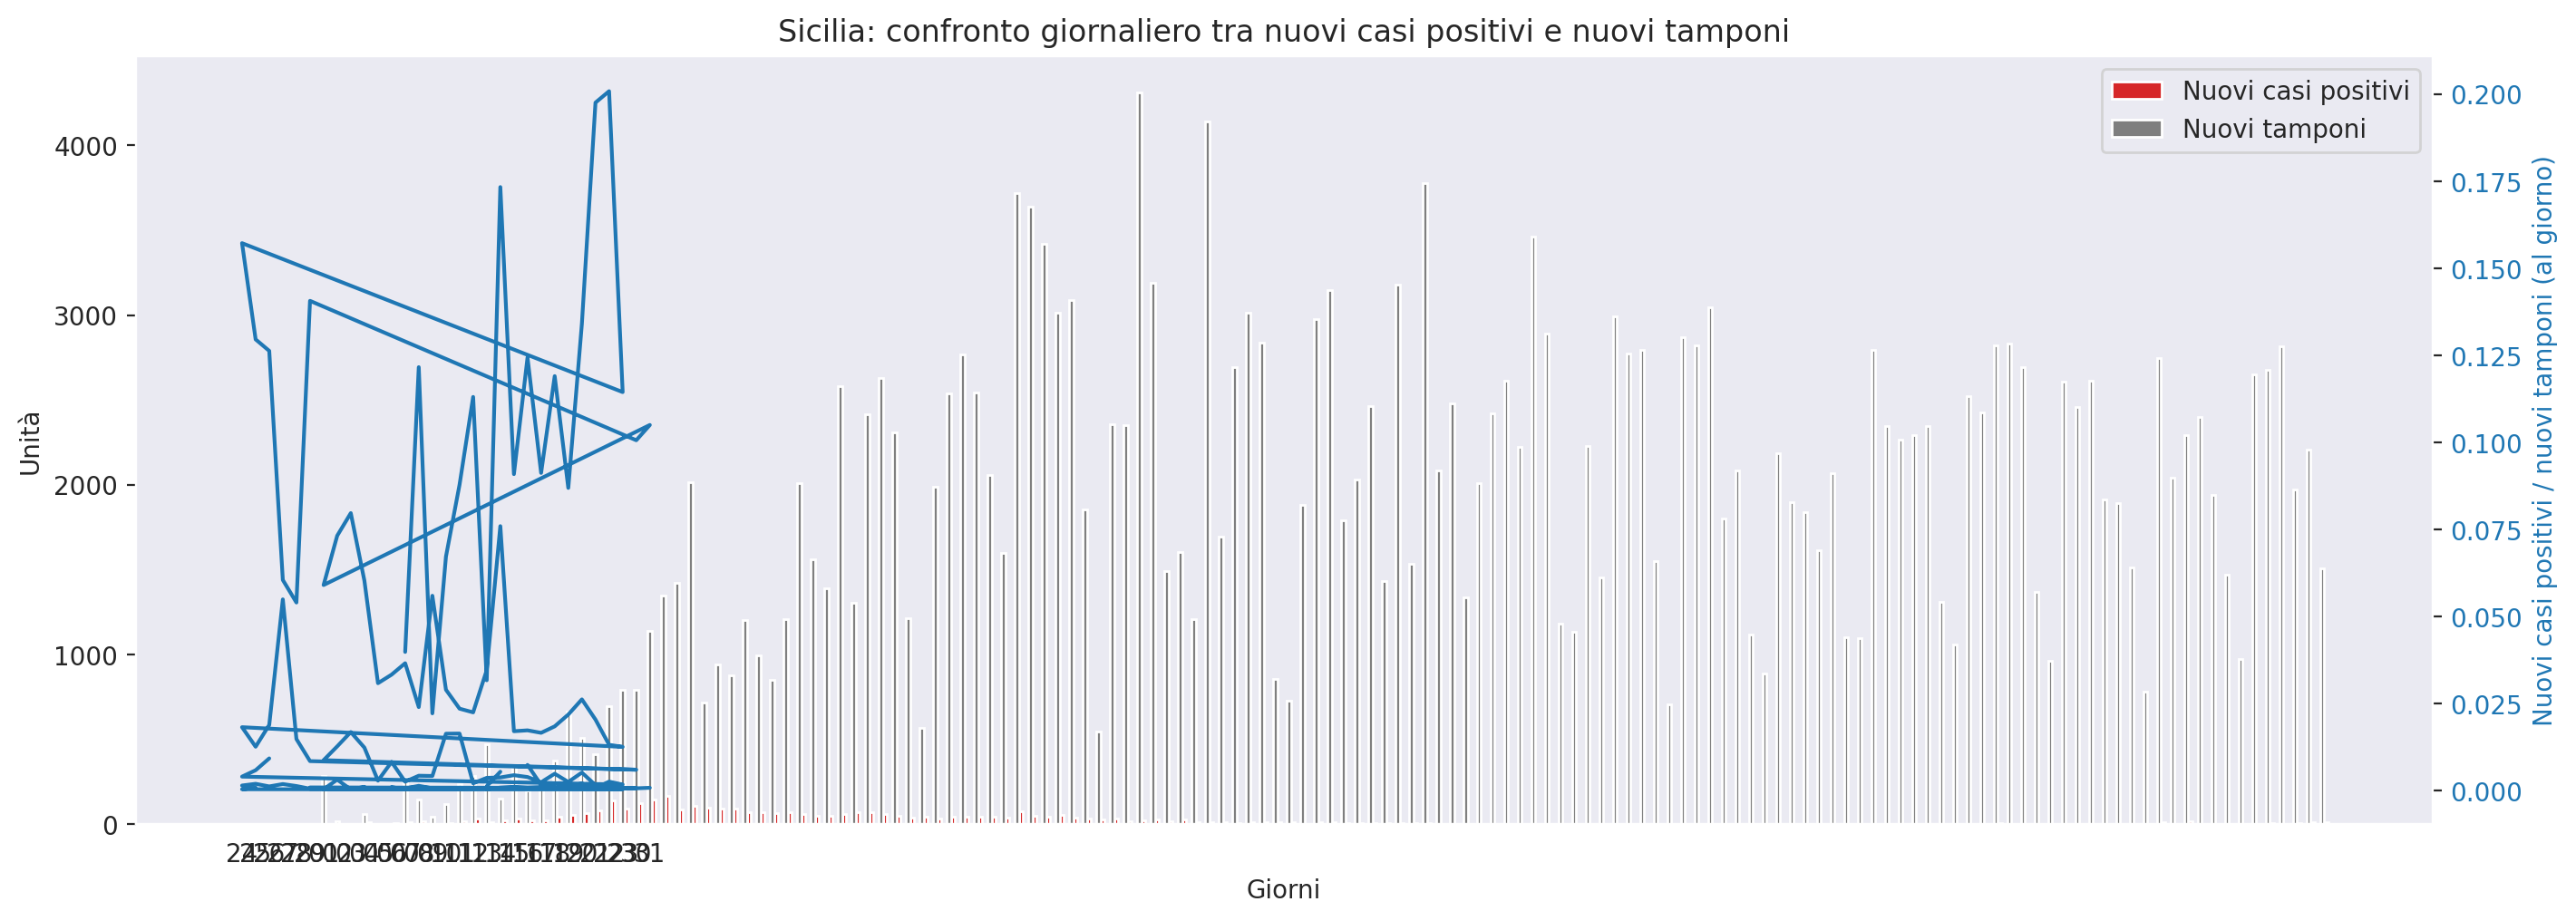 Sicilia: confronto giornaliero tra nuovi casi positivi e nuovi tamponi
Nuovi casi positivi
Nuovi tamponi
Unità
4000
3000
2000
1000
0
0.200
0.175
0.150
0.125
0.100
0.075
0.050
0.025
0.000
Nuovi casi positivi / nuovi tamponi (al giorno)
Giorni